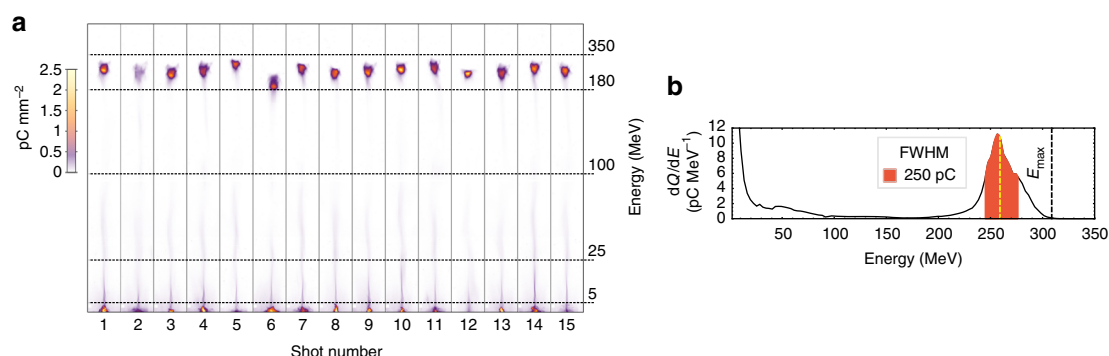 a
350
2.5
2
1.5
1
0.5
0
pC mm−2
180
100
25
5
Energy (MeV)
1 2 3 4 5 6 7 8 9 10 11 12 13 14 15
Shot number
b
12
10
8
6
4
2
0
dQ/dE
(pC MeV−1)
FWHM
250 pC
Emax
50 100 150 200 250 300 350
Energy (MeV)